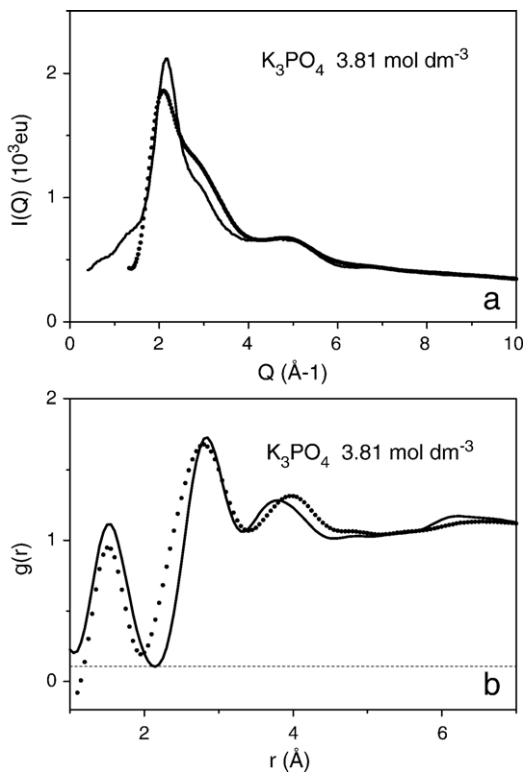 K₃PO₄ 3.81 mol dm⁻³
I(Q) (10³eu)
2
1
0
0 2 4 6 8 10
Q (Å-1)
a
K₃PO₄ 3.81 mol dm⁻³
g(r)
2
1
0
2 4 6
r (Å)
b